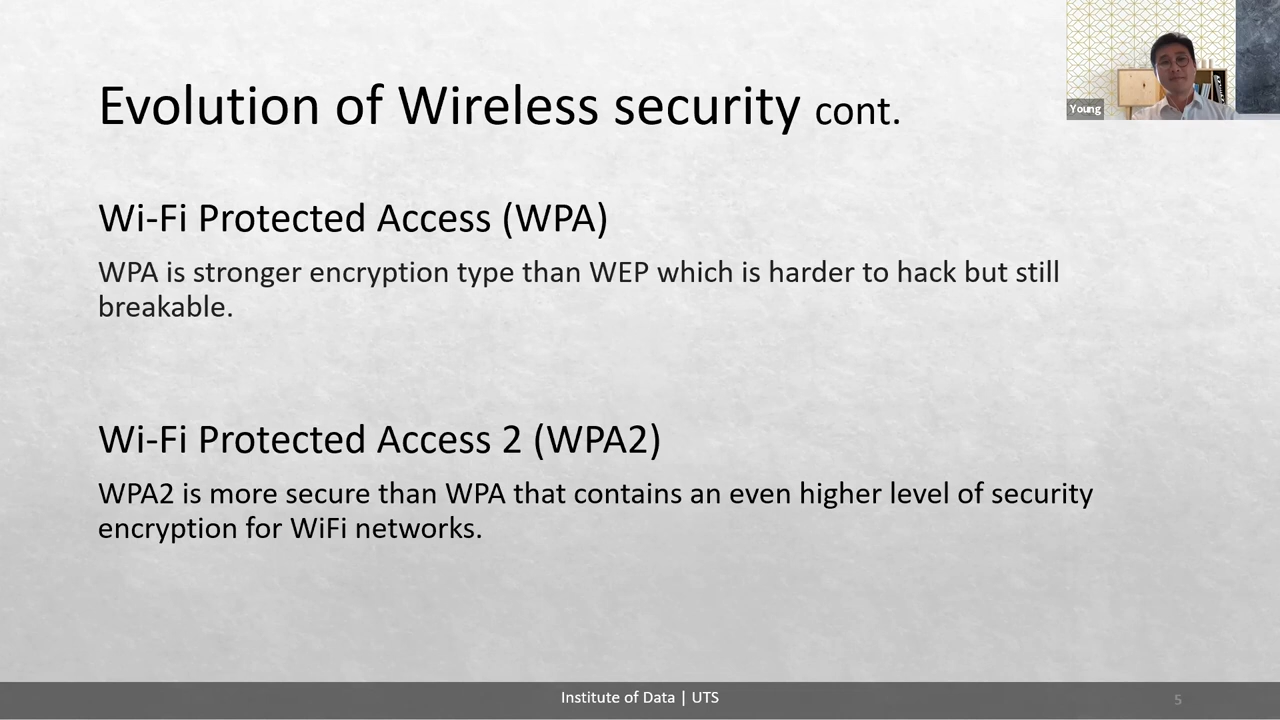 Evolution of Wireless security cont.
Young
Wi-Fi Protected Access (WPA)
WPA is stronger encryption type than WEP which is harder to hack but still
breakable.
Wi-Fi Protected Access 2 (WPA2)
WPA2 is more secure than WPA that contains an even higher level of security
encryption for WiFi networks.
Institute of Data | UTS
5